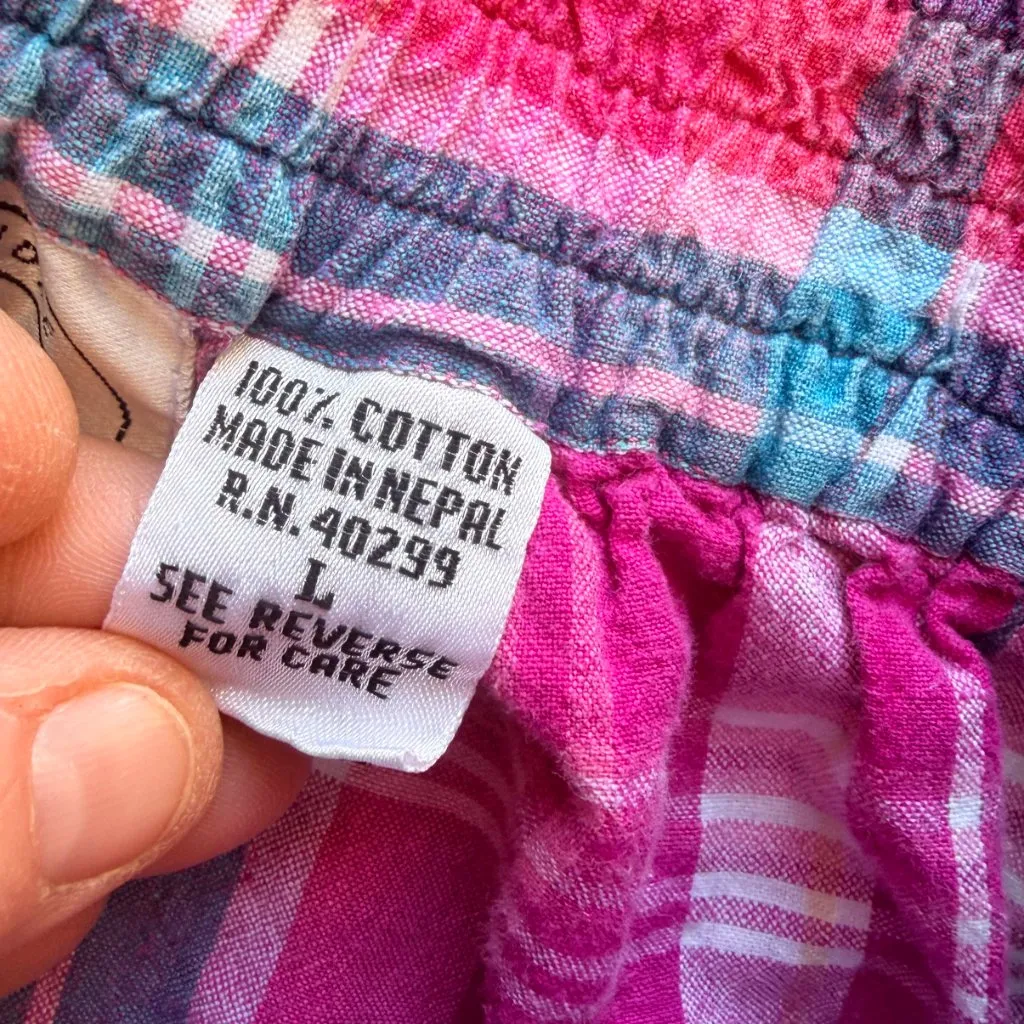 100% COTTON
MADE IN NEPAL
R.N. 40299
L
SEE REVERSE
FOR CARE